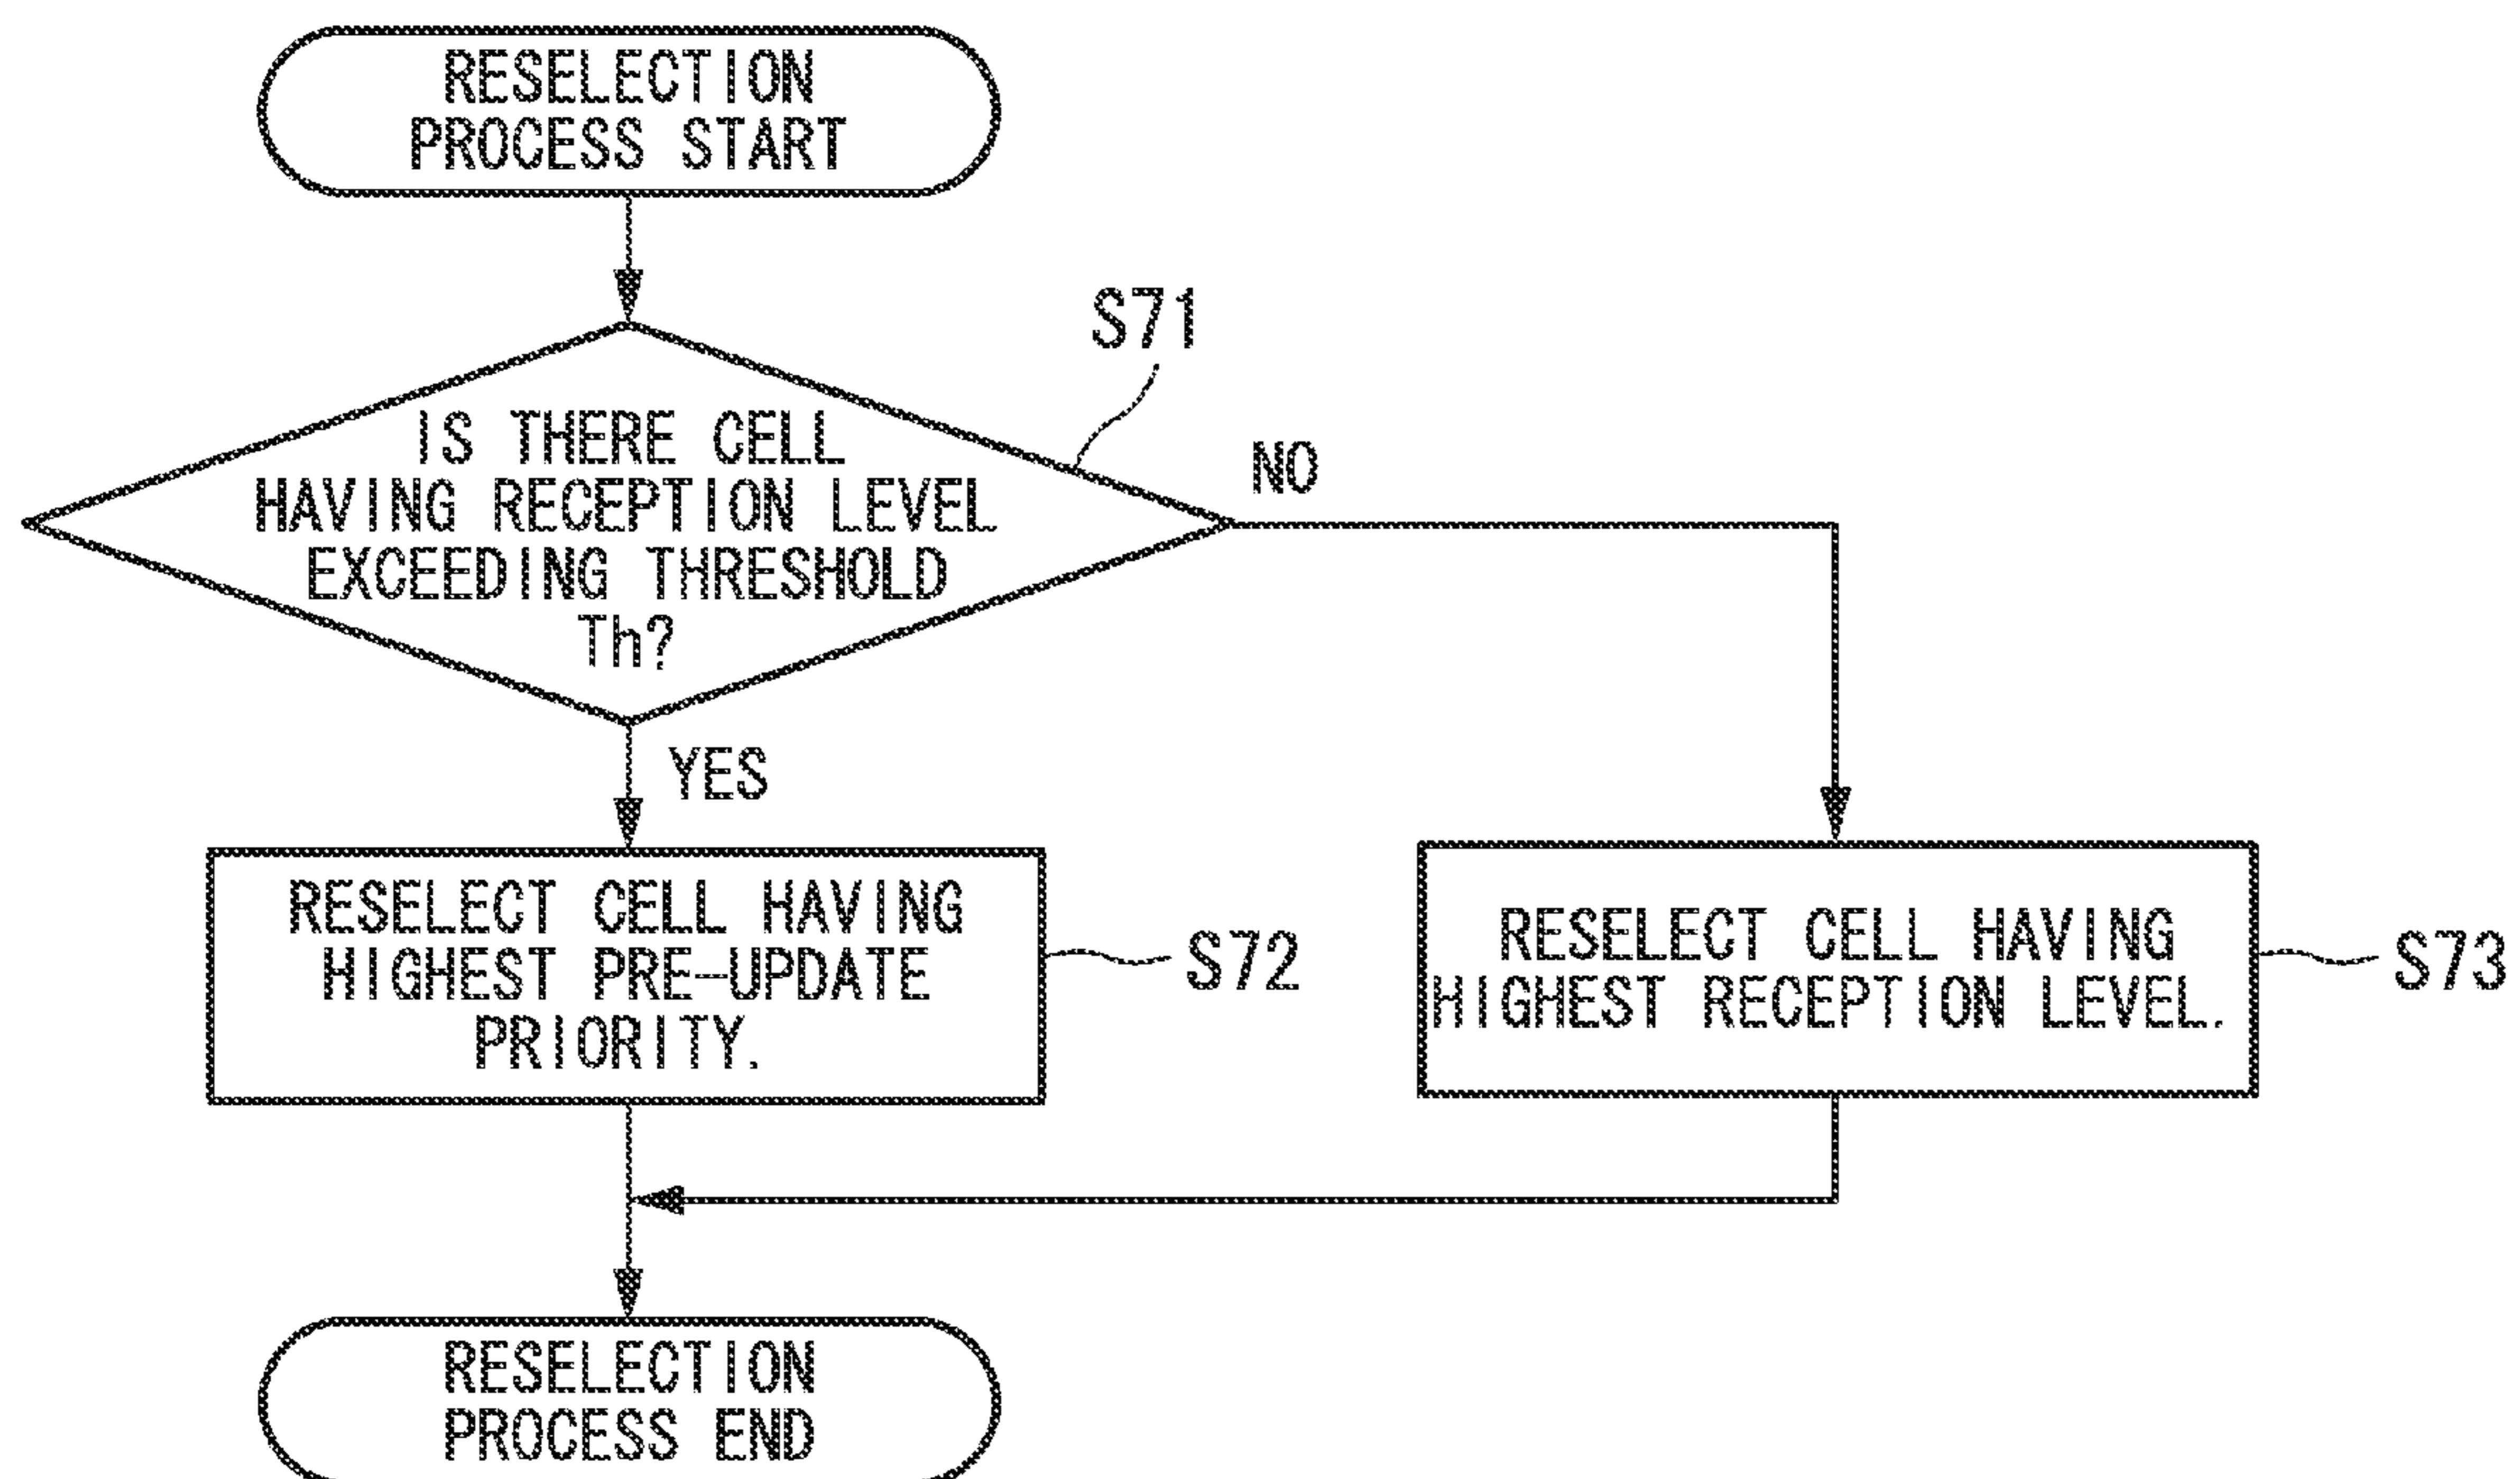 RESELECTION
PROCESS START
S71
IS THERE CELL
HAVING RECEPTION LEVEL
EXCEEDING THRESHOLD
Th?
NO
YES
RESELECT CELL HAVING
HIGHEST PRE-UPDATE
PRIORITY.
S72
RESELECT CELL HAVING
HIGHEST RECEPTION LEVEL.
S73
RESELECTION
PROCESS END